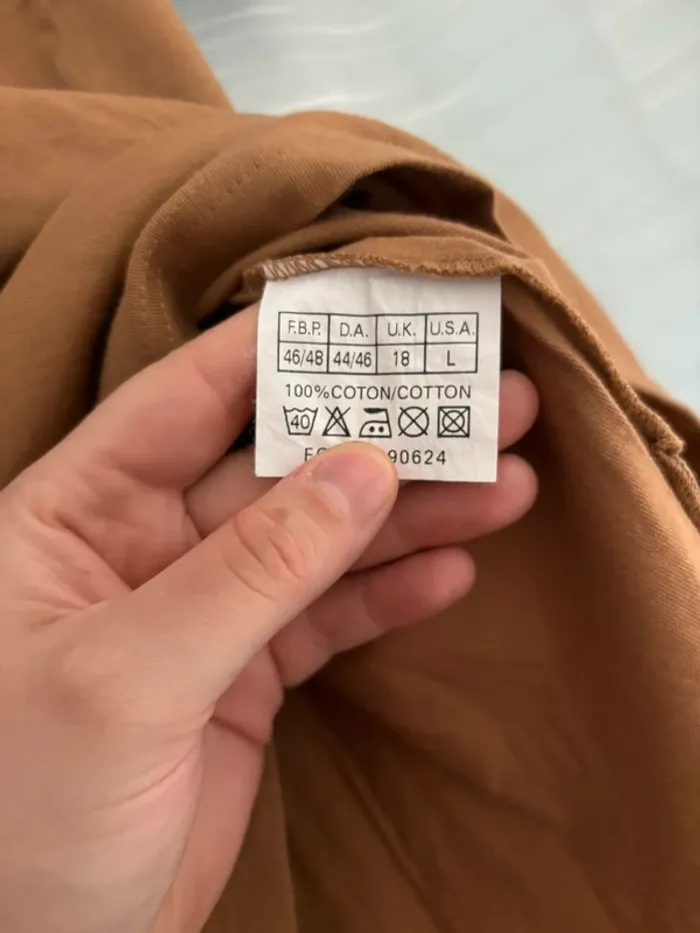 F.B.P. D.A. U.K. U.S.A.
46/48 44/46 18 L
100%COTON/COTTON
40
90624